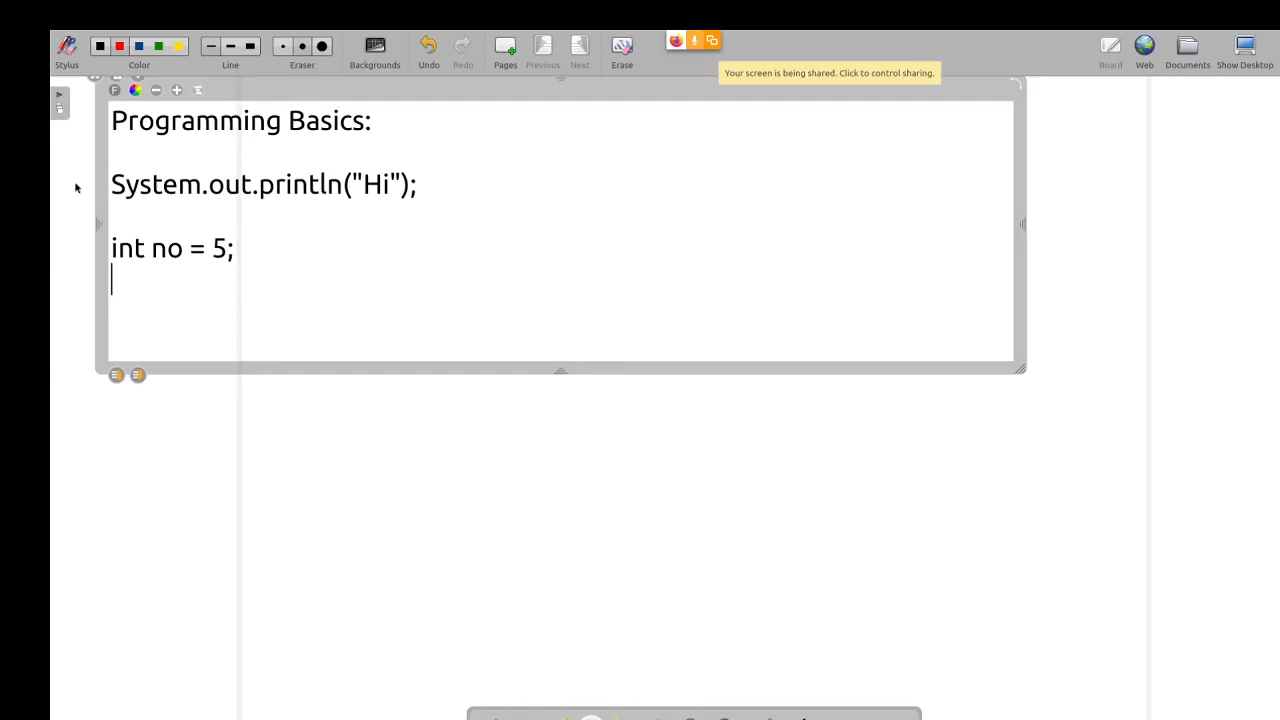 Stylus
Color
Line
Eraser
Backgrounds
Undo
Redo
Pages
Previous
Next
Erase
Board
Web
Documents
Show Desktop
Your screen is being shared. Click to control sharing.
F
Programming Basics:
System.out.println("Hi");
int no = 5;